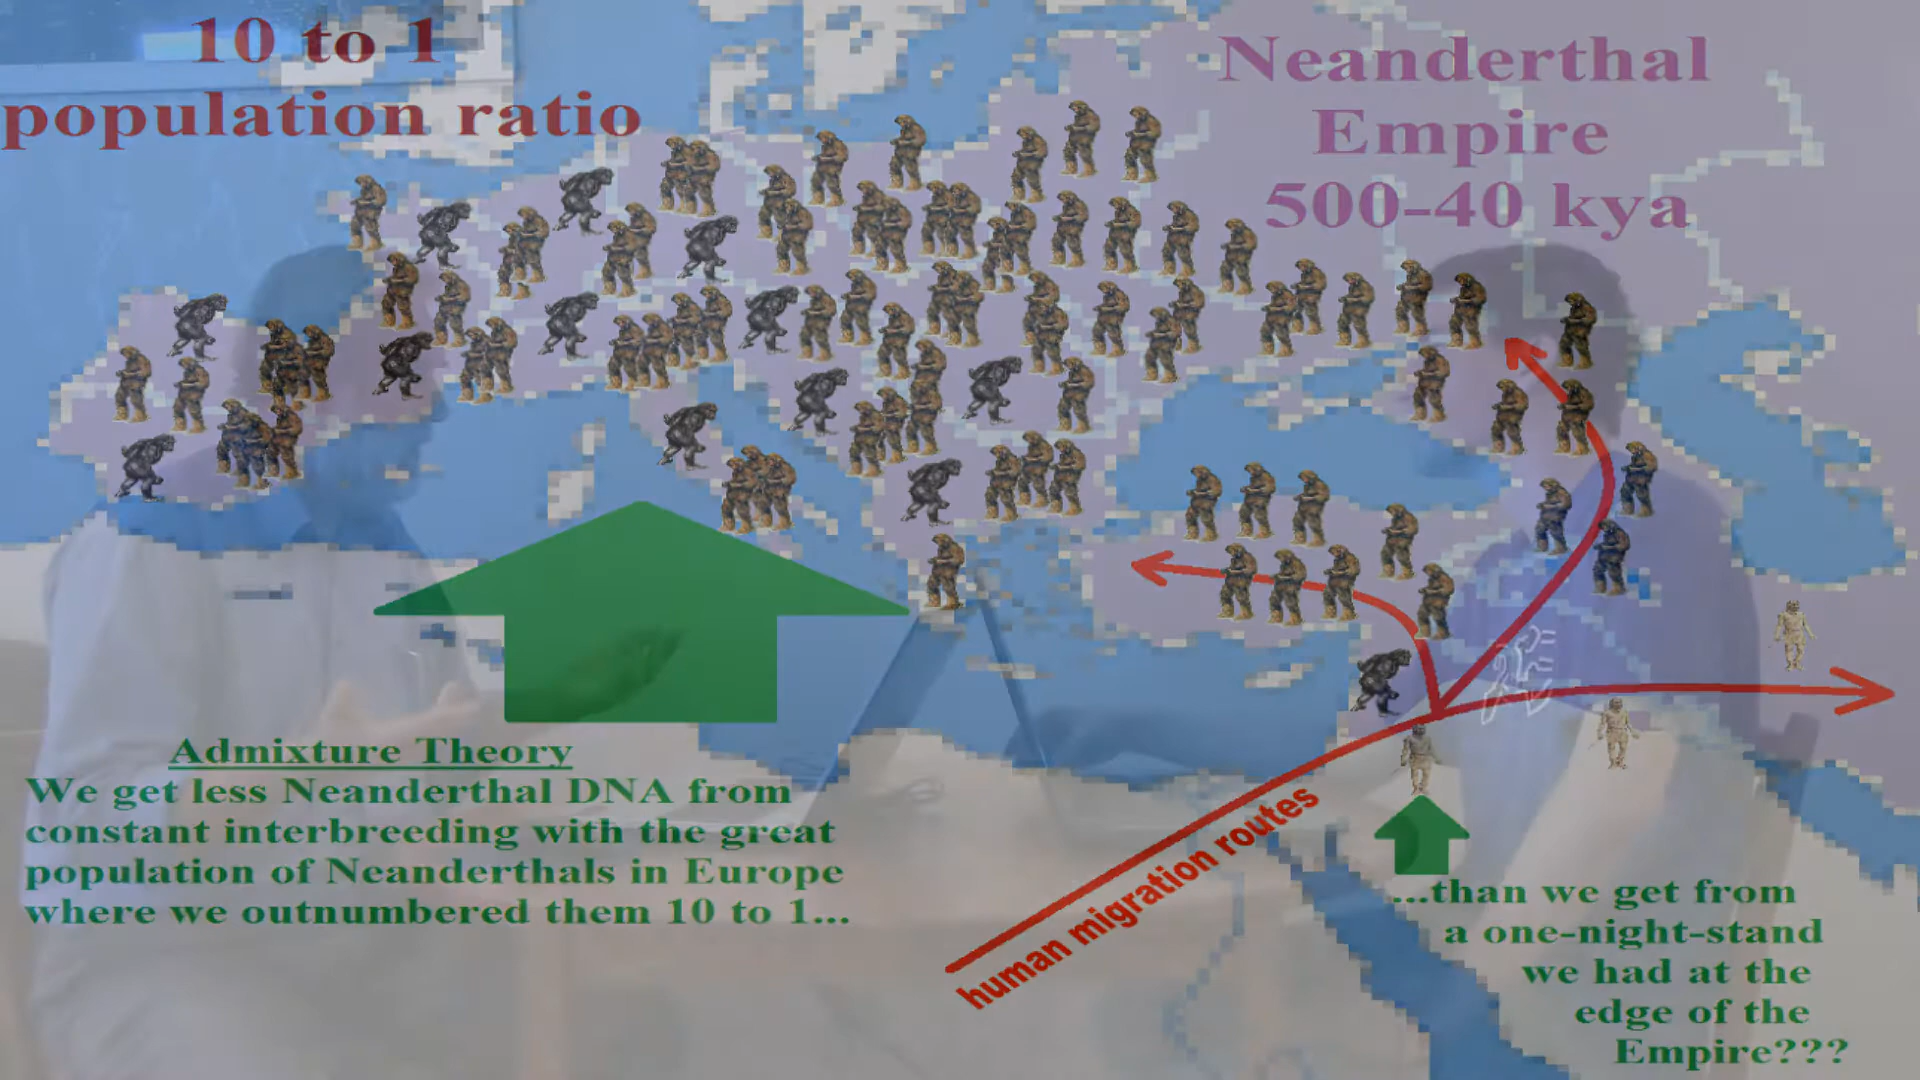 10 to 1
population ratio
Neanderthal
Empire
500-40 kya
Admixture Theory
We get less Neanderthal DNA from
constant interbreeding with the great
population of Neanderthals in Europe
where we outnumbered them 10 to 1...
human migration routes
...than we get from
a one-night-stand
we had at the
edge of the
Empire???